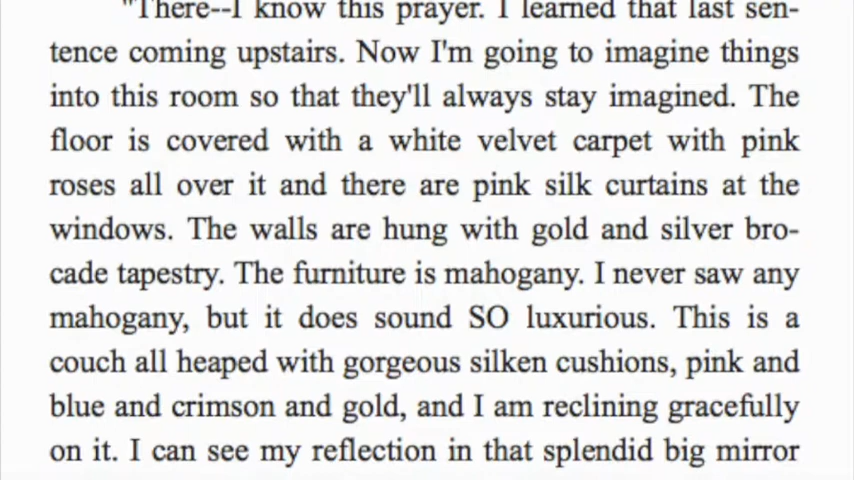 "There--I know this prayer. I learned that last sen-
tence coming upstairs. Now I'm going to imagine things
into this room so that they'll always stay imagined. The
floor is covered with a white velvet carpet with pink
roses all over it and there are pink silk curtains at the
windows. The walls are hung with gold and silver bro-
cade tapestry. The furniture is mahogany. I never saw any
mahogany, but it does sound SO luxurious. This is a
couch all heaped with gorgeous silken cushions, pink and
blue and crimson and gold, and I am reclining gracefully
on it. I can see my reflection in that splendid big mirror